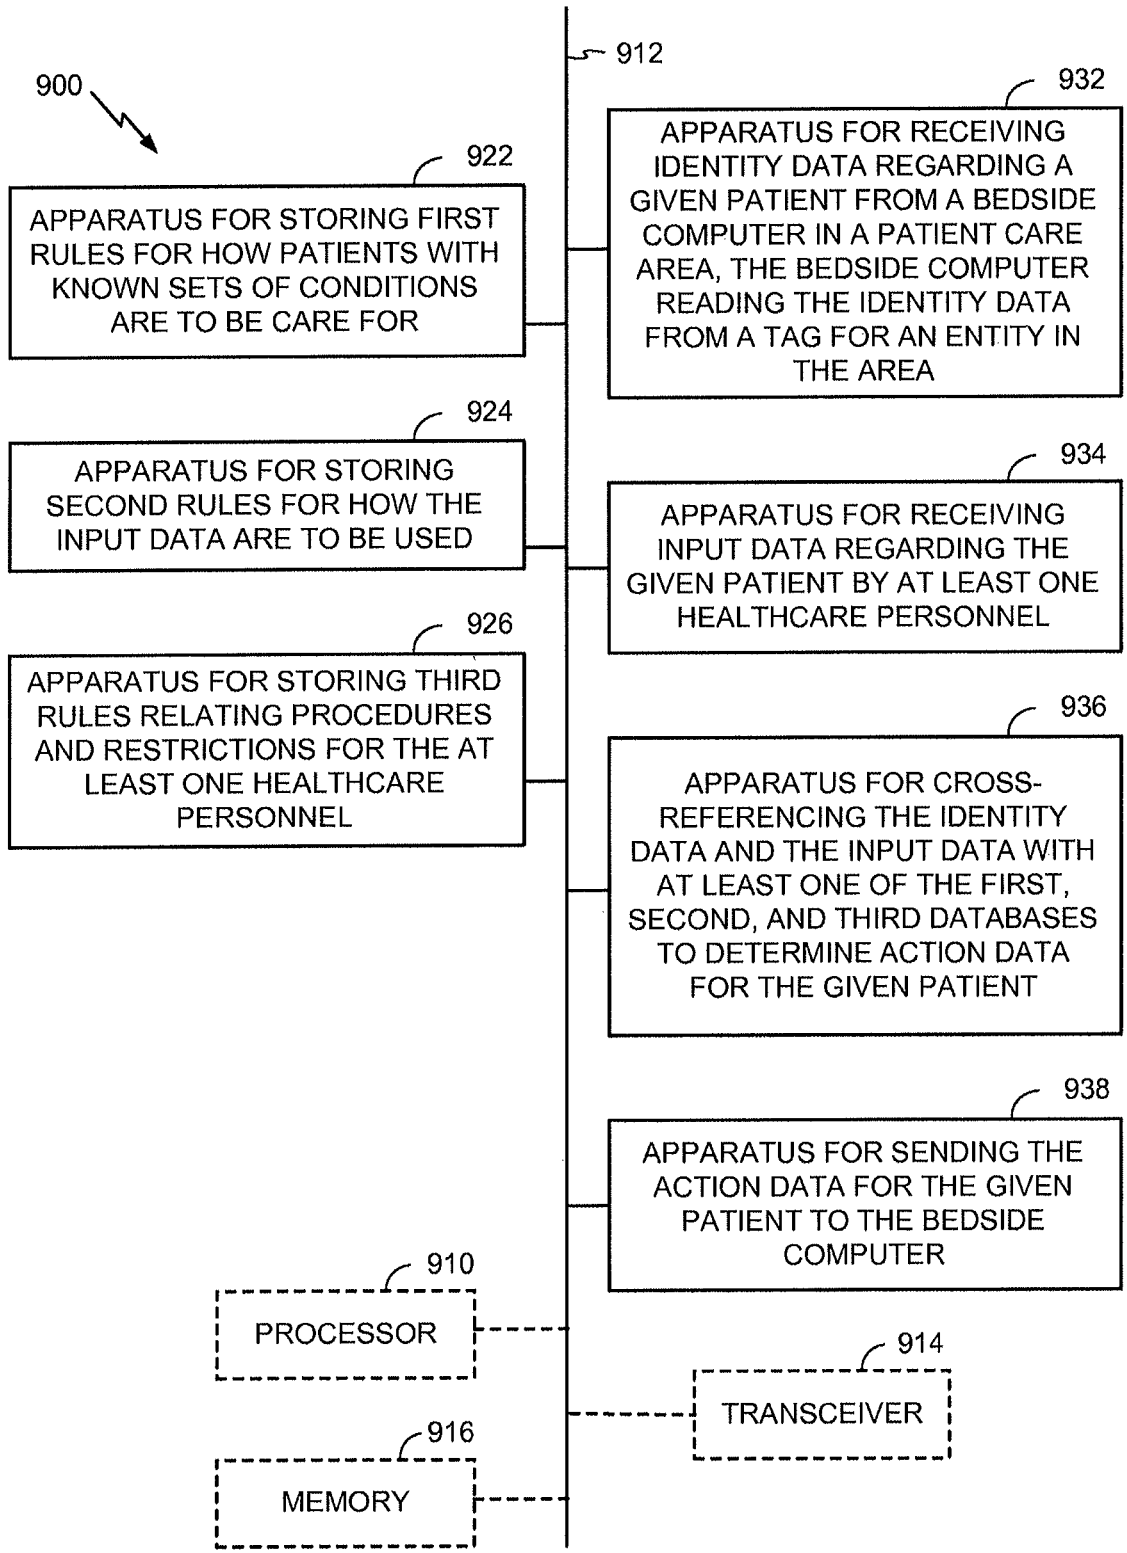 912
900
922
APPARATUS FOR STORING FIRST
RULES FOR HOW PATIENTS WITH
KNOWN SETS OF CONDITIONS
ARE TO BE CARE FOR
924
APPARATUS FOR STORING
SECOND RULES FOR HOW THE
INPUT DATA ARE TO BE USED
926
APPARATUS FOR STORING THIRD
RULES RELATING PROCEDURES
AND RESTRICTIONS FOR THE AT
LEAST ONE HEALTHCARE
PERSONNEL
932
APPARATUS FOR RECEIVING
IDENTITY DATA REGARDING A
GIVEN PATIENT FROM A BEDSIDE
COMPUTER IN A PATIENT CARE
AREA, THE BEDSIDE COMPUTER
READING THE IDENTITY DATA
FROM A TAG FOR AN ENTITY IN
THE AREA
934
APPARATUS FOR RECEIVING
INPUT DATA REGARDING THE
GIVEN PATIENT BY AT LEAST ONE
HEALTHCARE PERSONNEL
936
APPARATUS FOR CROSS-
REFERENCING THE IDENTITY
DATA AND THE INPUT DATA WITH
AT LEAST ONE OF THE FIRST,
SECOND, AND THIRD DATABASES
TO DETERMINE ACTION DATA
FOR THE GIVEN PATIENT
938
APPARATUS FOR SENDING THE
ACTION DATA FOR THE GIVEN
PATIENT TO THE BEDSIDE
COMPUTER
910
PROCESSOR
914
TRANSCEIVER
916
MEMORY